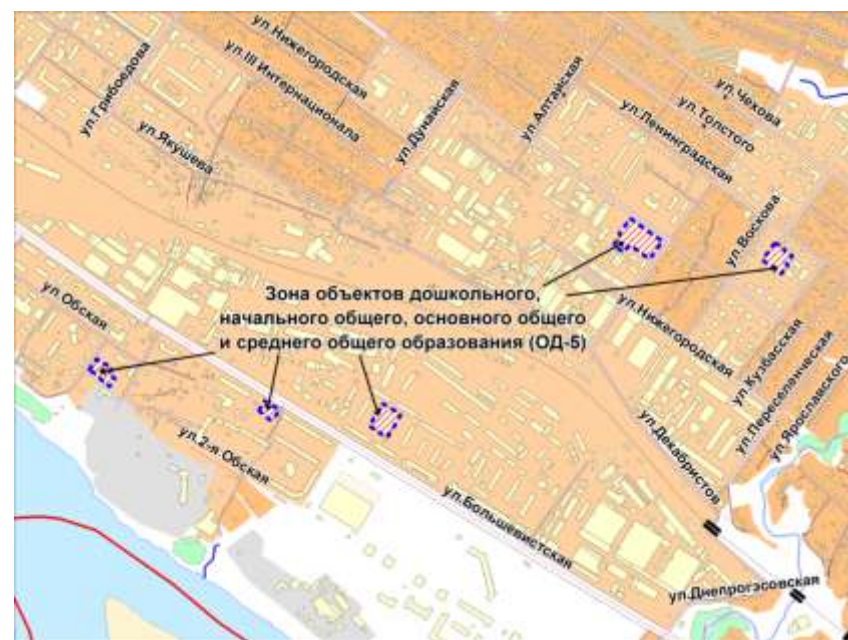 ул.Нижегородская
ул.III Интернационала
ул.Грибоедова
ул.Якушева
ул.Дунайская
ул.Алтайская
ул.Чехова
ул.Толстого
ул.Ленинградская
ул.Воскова
Зона объектов дошкольного,
начального общего, основного общего
и среднего общего образования (ОД-5)
ул.Обская
ул.Нижегородская
ул.Кузбасская
ул.Переселенческая
ул.Ярославского
ул.Декабристов
ул.2-я Обская
ул.Большевистская
ул.Днепрогэсовская